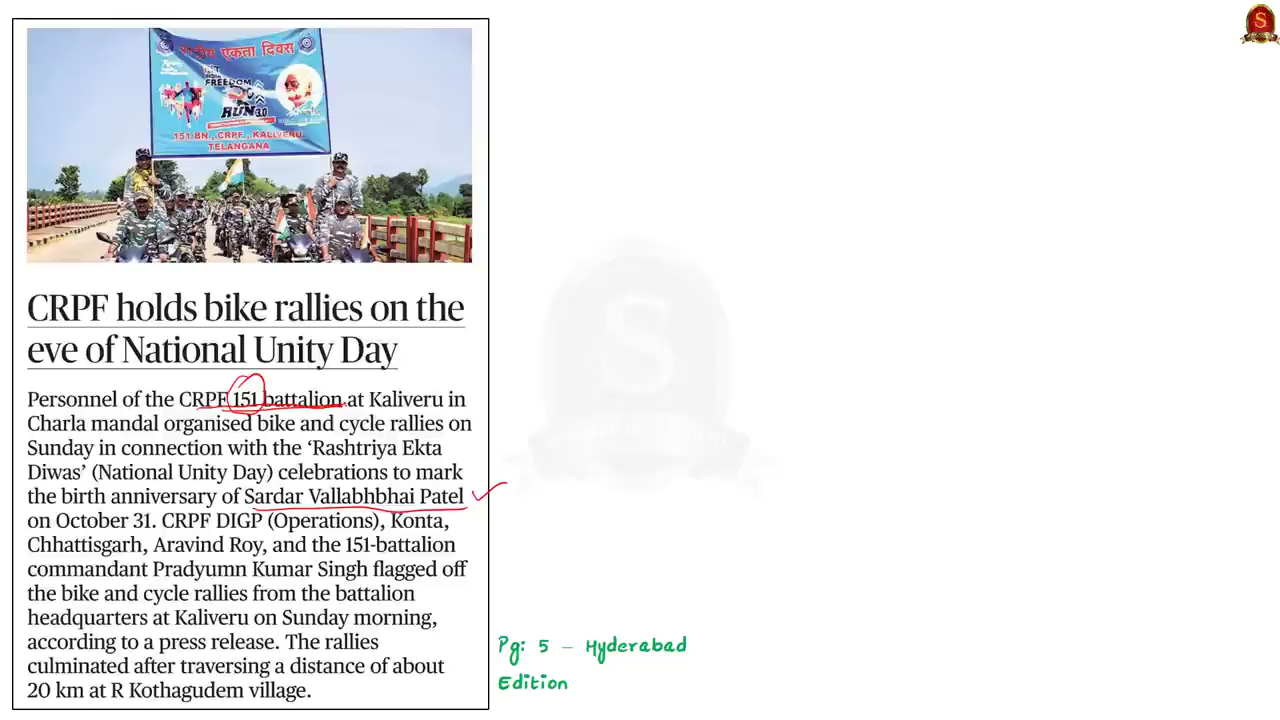 राष्ट्रीय एकता दिवस
FREEDOM
RUN 3.0
151 BN., CRPF, KALIVERU
TELANGANA
CRPF holds bike rallies on the
eve of National Unity Day
Personnel of the CRPF 151 battalion at Kaliveru in
Charla mandal organised bike and cycle rallies on
Sunday in connection with the ‘Rashtriya Ekta
Diwas’ (National Unity Day) celebrations to mark
the birth anniversary of Sardar Vallabhbhai Patel
on October 31. CRPF DIGP (Operations), Konta,
Chhattisgarh, Aravind Roy, and the 151-battalion
commandant Pradyumn Kumar Singh flagged off
the bike and cycle rallies from the battalion
headquarters at Kaliveru on Sunday morning,
according to a press release. The rallies
culminated after traversing a distance of about
20 km at R Kothagudem village.
Pg: 5 – Hyderabad
Edition
S
S